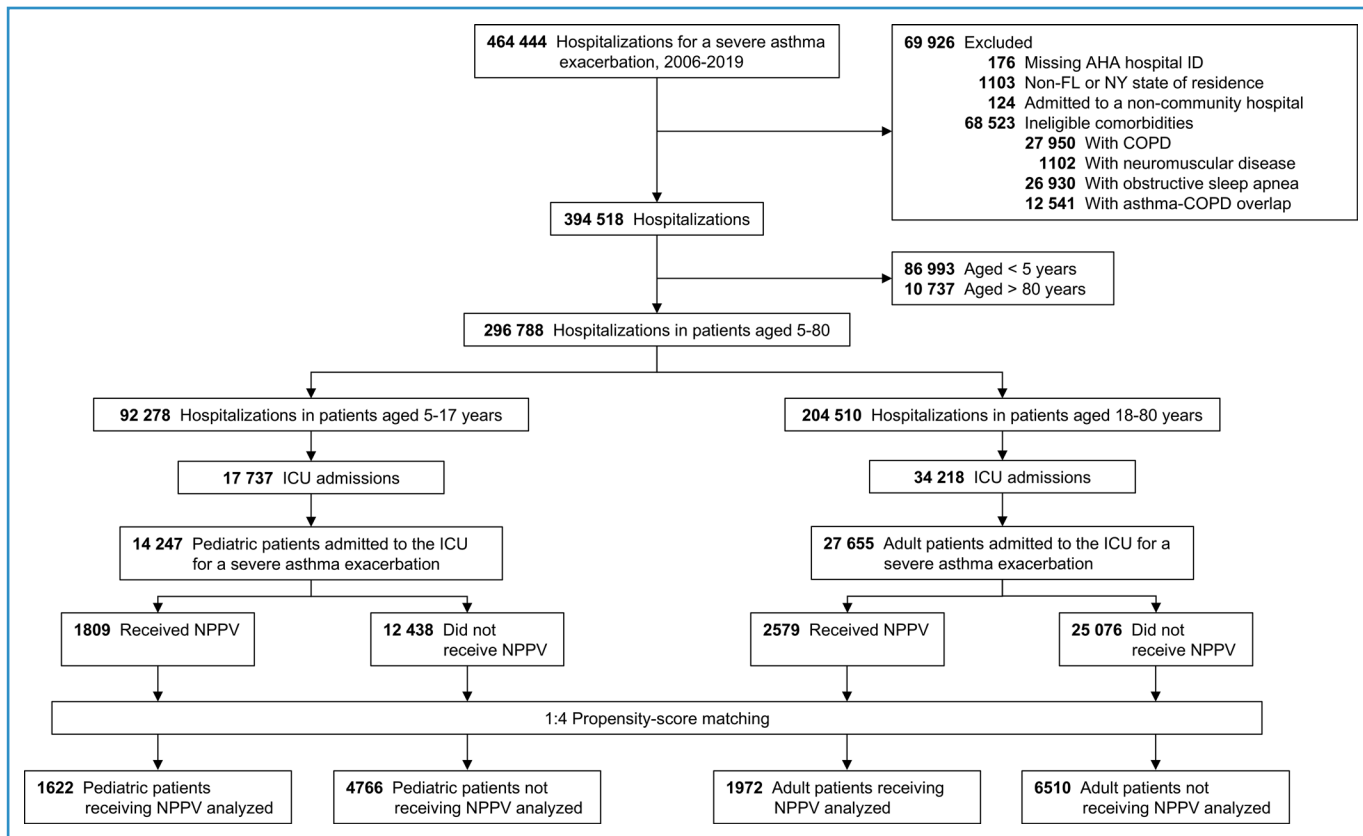 464 444 Hospitalizations for a severe asthma
exacerbation, 2006-2019
69 926 Excluded
176 Missing AHA hospital ID
1103 Non-FL or NY state of residence
124 Admitted to a non-community hospital
68 523 Ineligible comorbidities
27 950 With COPD
1102 With neuromuscular disease
26 930 With obstructive sleep apnea
12 541 With asthma-COPD overlap
394 518 Hospitalizations
86 993 Aged < 5 years
10 737 Aged > 80 years
296 788 Hospitalizations in patients aged 5-80
92 278 Hospitalizations in patients aged 5-17 years
204 510 Hospitalizations in patients aged 18-80 years
17 737 ICU admissions
34 218 ICU admissions
14 247 Pediatric patients admitted to the ICU
for a severe asthma exacerbation
27 655 Adult patients admitted to the ICU for a
severe asthma exacerbation
1809 Received NPPV
12 438 Did not
receive NPPV
2579 Received NPPV
25 076 Did not
receive NPPV
1:4 Propensity-score matching
1622 Pediatric patients
receiving NPPV analyzed
4766 Pediatric patients not
receiving NPPV analyzed
1972 Adult patients receiving
NPPV analyzed
6510 Adult patients not
receiving NPPV analyzed